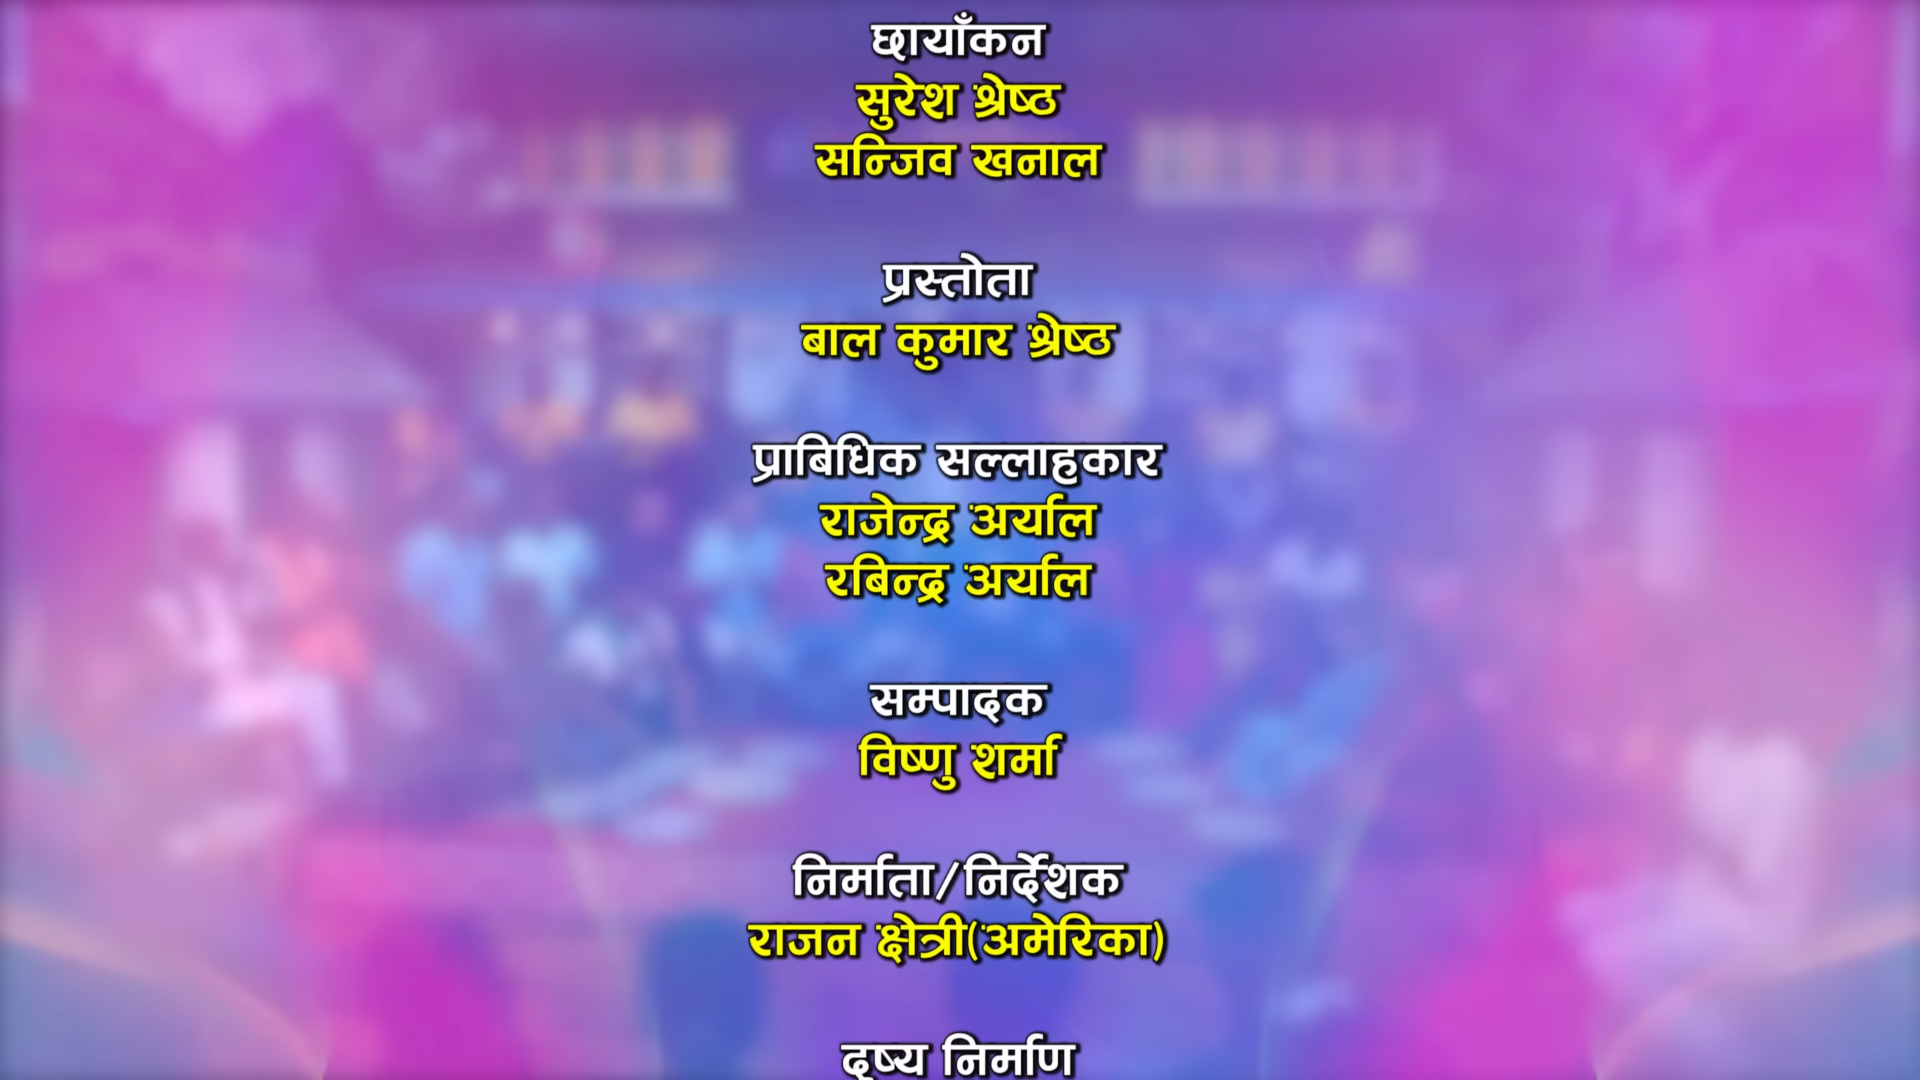 छायाँकन
सुरेश श्रेष्ठ
सन्जिव खनाल
प्रस्तोता
बाल कुमार श्रेष्ठ
प्राबिधिक सल्लाहकार
राजेन्द्र अर्याल
रबिन्द्र अर्याल
सम्पादक
विष्णु शर्मा
निर्माता/निर्देशक
राजन क्षेत्री(अमेरिका)
दृष्य निर्माण